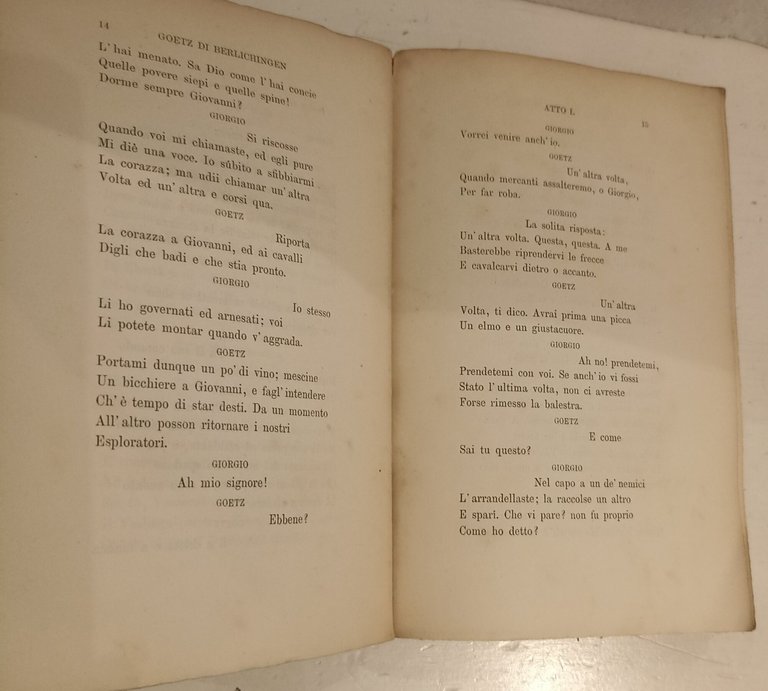 14
GOETZ DI BERLICHINGEN
L' hai menato. Sa Dio come l' hai concie
Quelle povere siepi e quelle spine!
Dorme sempre Giovanni?
GIORGIO
Si riscosse
Quando voi mi chiamaste, ed egli pure
Mi diè una voce. Io sùbito a sfibbiarmi
La corazza; ma udii chiamar un' altra
Volta ed un' altra e corsi qua.
GOETZ
Riporta
La corazza a Giovanni, ed ai cavalli
Digli che badi e che stia pronto.
GIORGIO
Io stesso
Li ho governati ed arnesati; voi
Li potete montar quando v' aggrada.
GOETZ
Portami dunque un po' di vino; mescine
Un bicchiere a Giovanni, e fagl' intendere
Ch' è tempo di star desti. Da un momento
All' altro posson ritornare i nostri
Esploratori.
GIORGIO
Ah mio signore!
GOETZ
Ebbene?
ATTO I.
15
GIORGIO
Vorrei venire anch' io.
GOETZ
Un' altra volta,
Quando mercanti assalteremo, o Giorgio,
Per far roba.
GIORGIO
La solita risposta:
Un' altra volta. Questa, questa. A me
Basterebbe riprendervi le frecce
E cavalcarvi dietro o accanto.
GOETZ
Un' altra
Volta, ti dico. Avrai prima una picca
Un elmo e un giustacuore.
GIORGIO
Ah no! prendetemi,
Prendetemi con voi. Se anch' io vi fossi
Stato l' ultima volta, non ci avreste
Forse rimesso la balestra.
GOETZ
E come
Sai tu questo?
GIORGIO
Nel capo a un de' nemici
L' arrandellaste; la raccolse un altro
E sparì. Che vi pare? non fu proprio
Come ho detto?